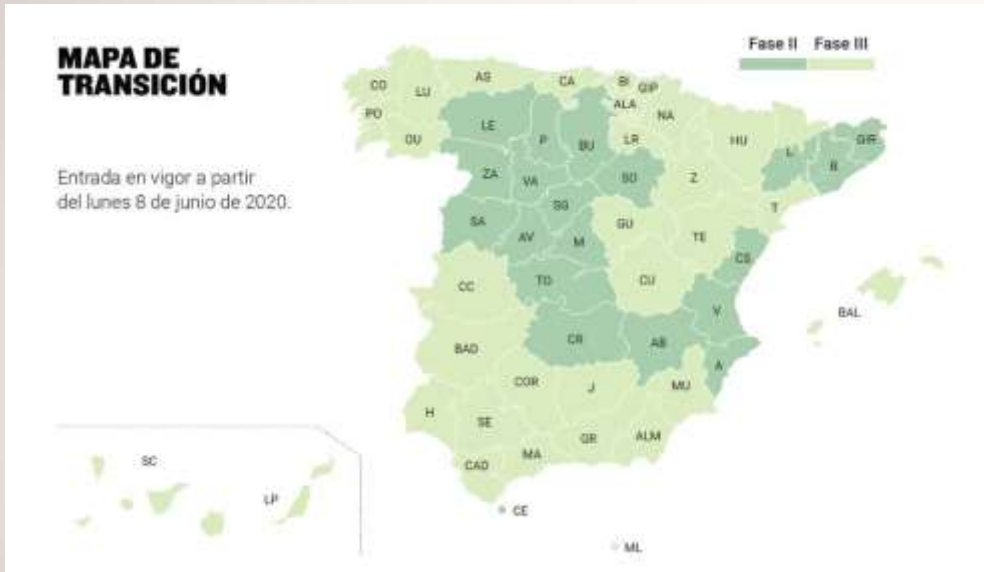 MAPA DE
TRANSICIÓN
Fase II Fase III
Entrada en vigor a partir
del lunes 8 de junio de 2020.
CO
LU
AS
CA
BI
GIP
PO
OU
LE
P
BU
ALA
NA
LR
HU
L
B
GIR
ZA
VA
SO
Z
T
SA
SG
AV
M
GU
TE
CS
CC
TO
CU
V
BAL
BAD
CR
AB
A
COR
J
MU
H
SE
GR
ALM
CAD
MA
SC
LP
CE
ML